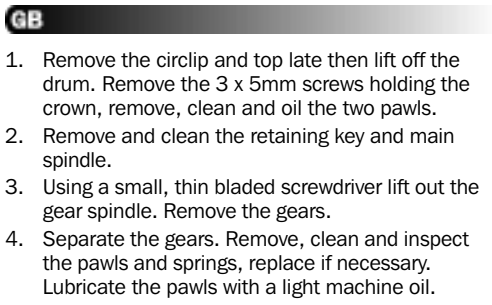 GB
1. Remove the circlip and top late then lift off the
drum. Remove the 3 x 5mm screws holding the
crown, remove, clean and oil the two pawls.
2. Remove and clean the retaining key and main
spindle.
3. Using a small, thin bladed screwdriver lift out the
gear spindle. Remove the gears.
4. Separate the gears. Remove, clean and inspect
the pawls and springs, replace if necessary.
Lubricate the pawls with a light machine oil.